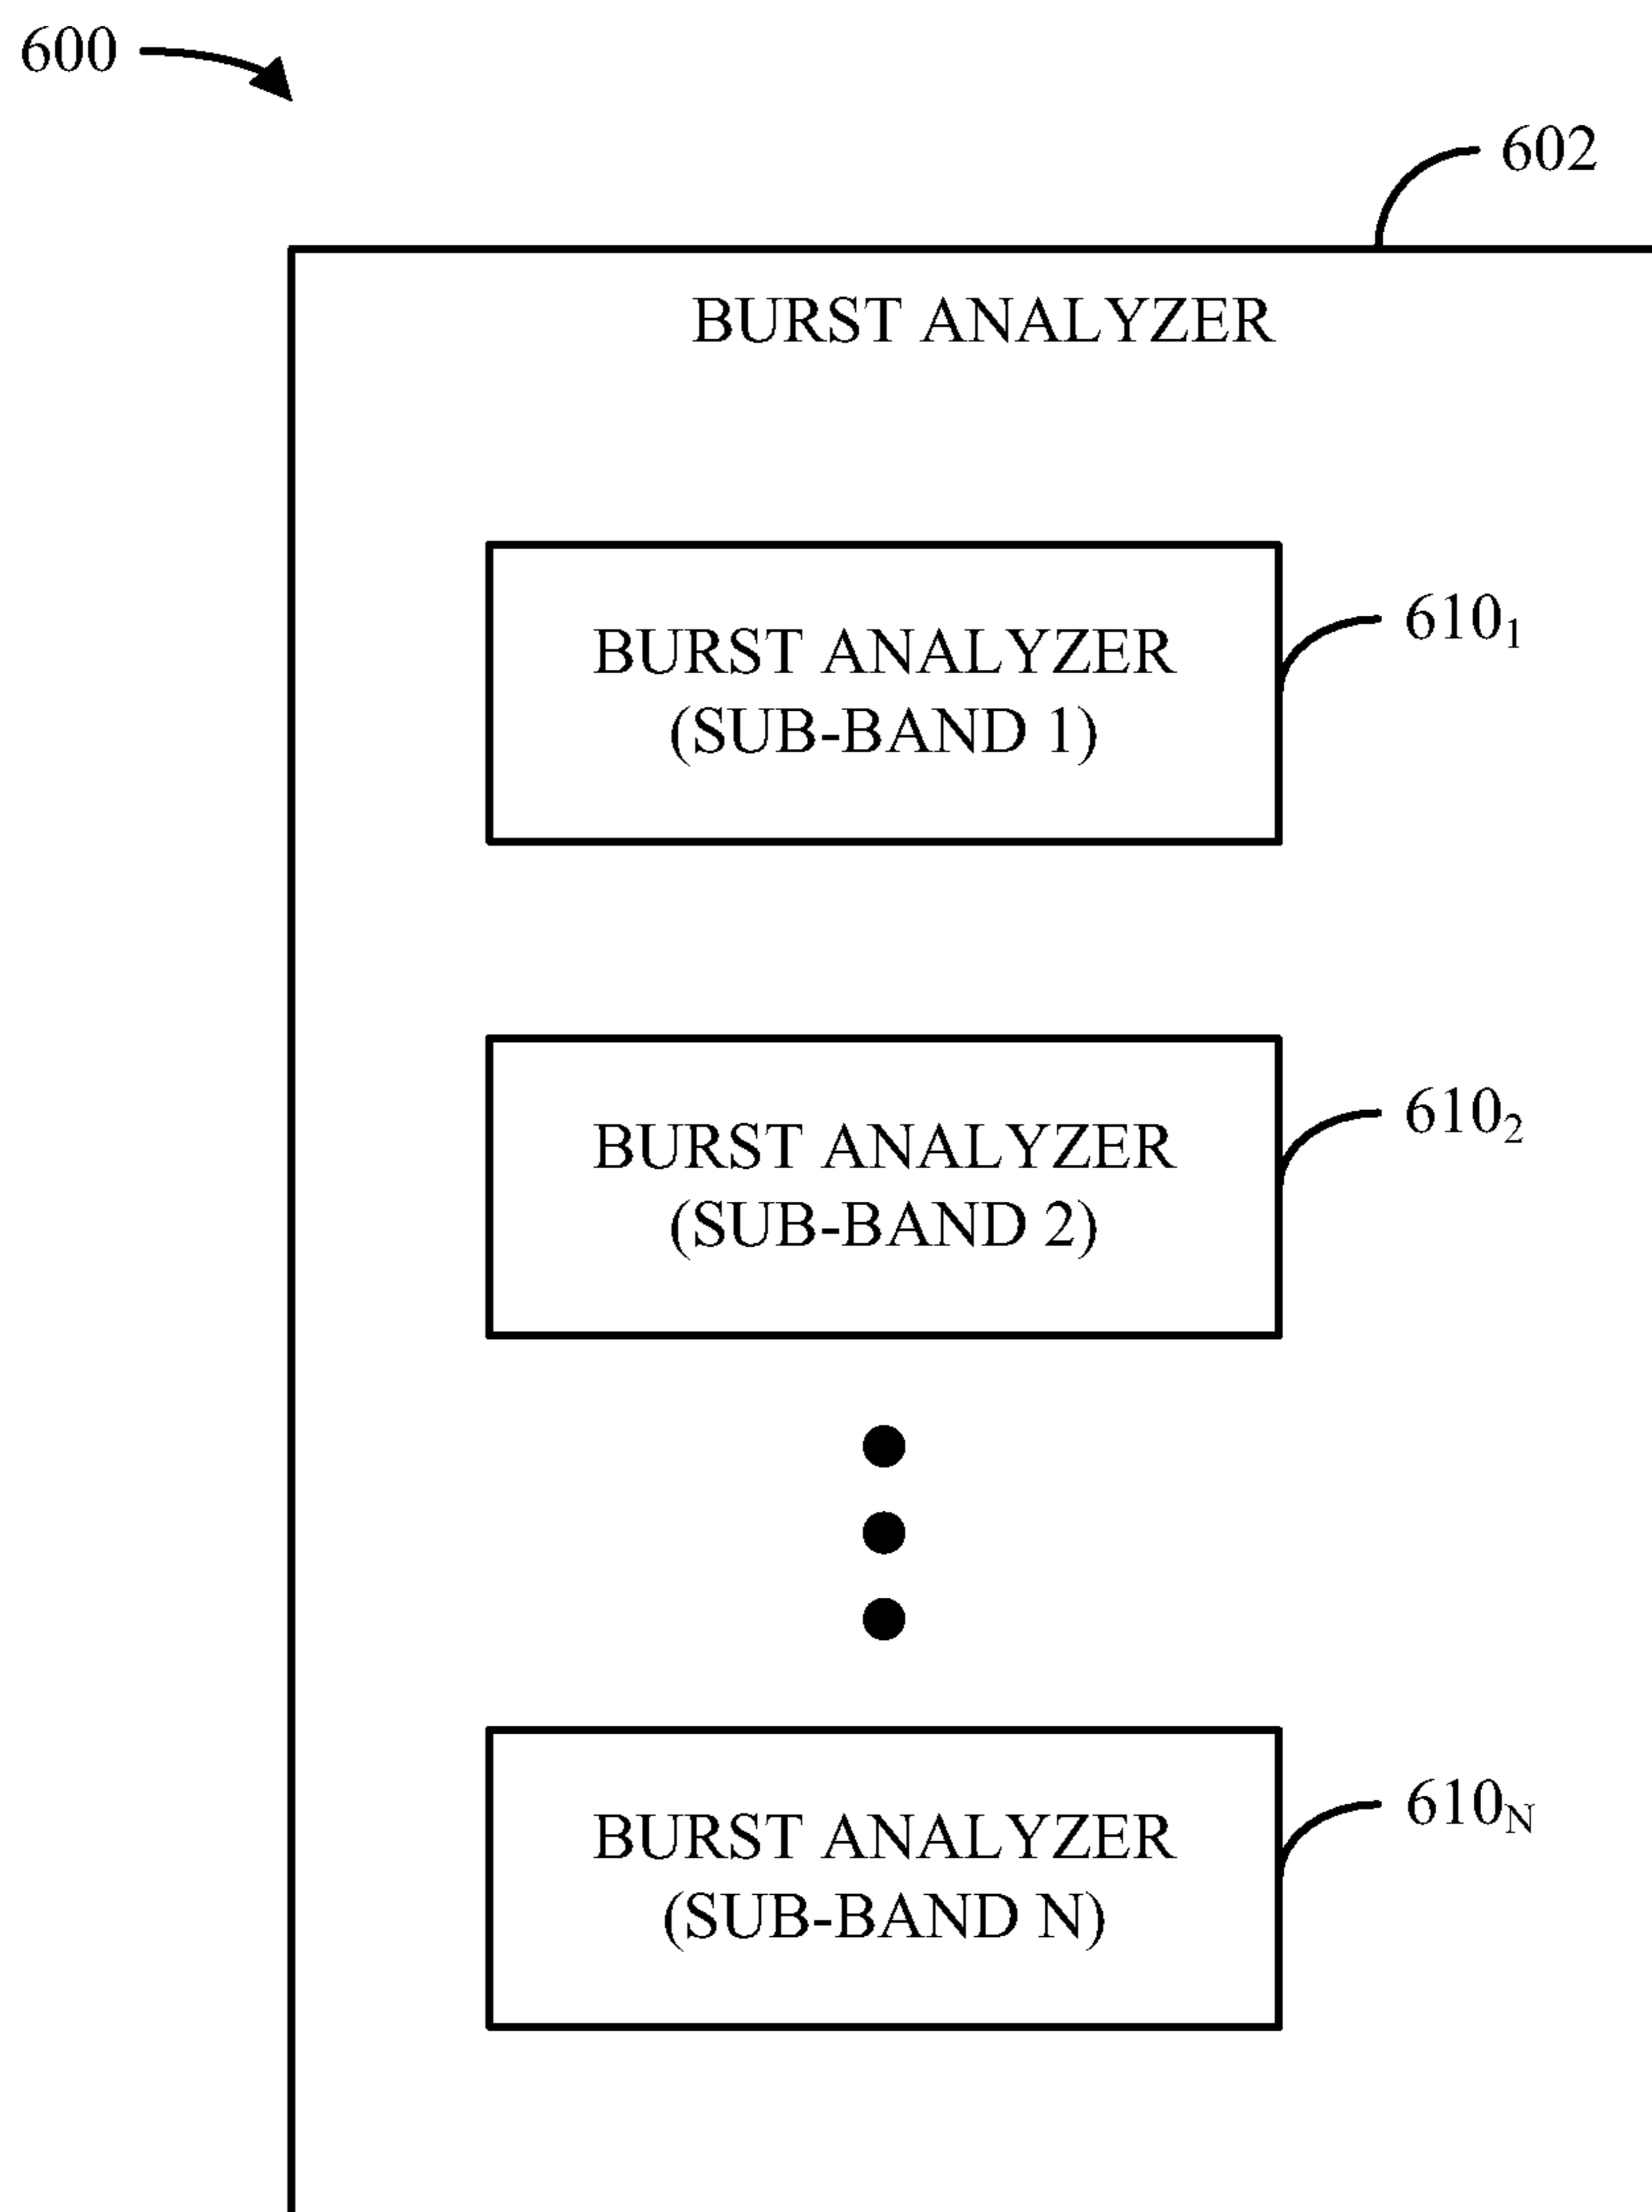 600
602
BURST ANALYZER
BURST ANALYZER
(SUB-BAND 1)
610₁
BURST ANALYZER
(SUB-BAND 2)
610₂
BURST ANALYZER
(SUB-BAND N)
610N